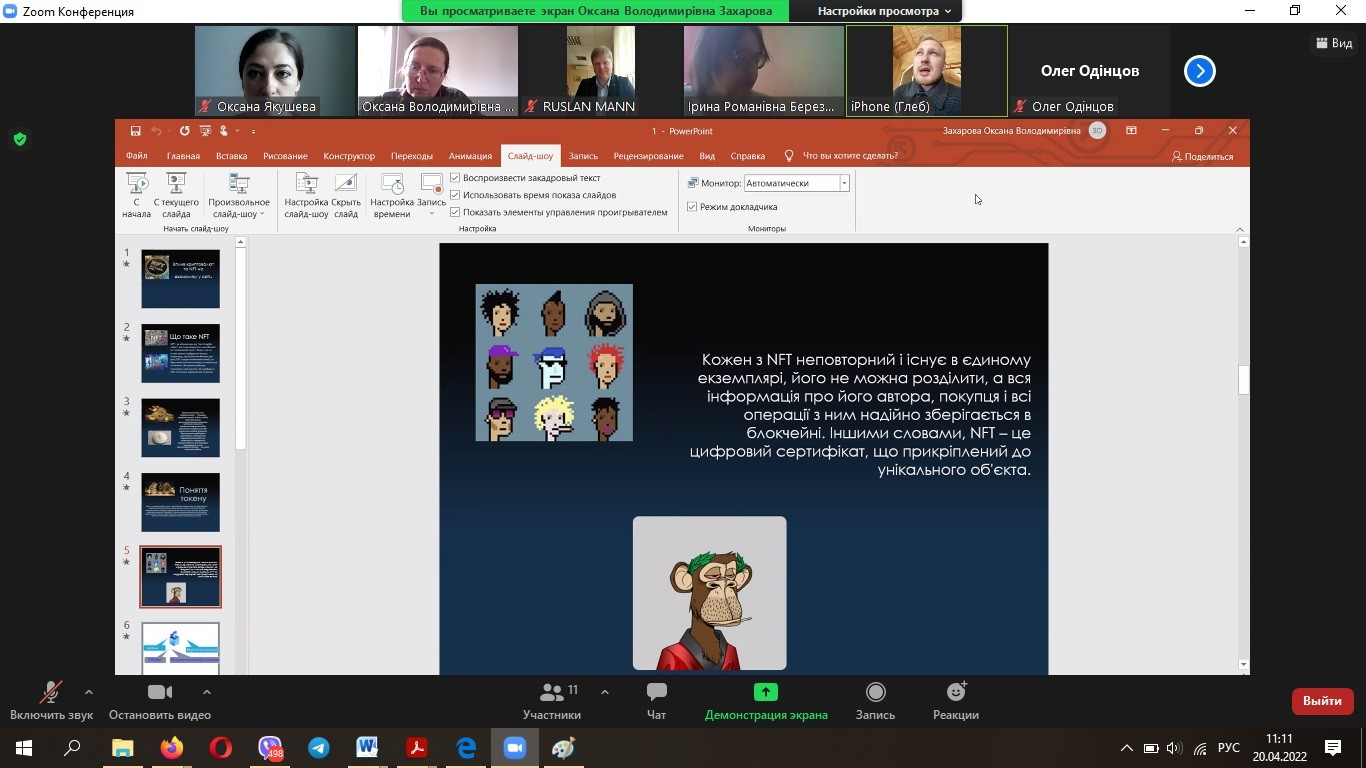 Zoom Конференция
Вы просматриваете экран Оксана Володимирівна Захарова
Настройки просмотра
Вид
Оксана Якушева
Оксана Володимирівна ...
RUSLAN MANN
Ірина Романівна Берез...
iPhone (Глеб)
Олег Одінцов
Олег Одінцов
1 - PowerPoint
Захарова Оксана Володимирівна
ЗО
Файл
Главная
Вставка
Рисование
Конструктор
Переходы
Анимация
Слайд-шоу
Запись
Рецензирование
Вид
Справка
Что вы хотите сделать?
Поделиться
С начала
С текущего слайда
Произвольное слайд-шоу
Начать слайд-шоу
Настройка слайд-шоу
Скрыть слайд
Настройка времени
Запись
Воспроизвести закадровый текст
Использовать время показа слайдов
Показать элементы управления проигрывателем
Настройка
Монитор:
Автоматически
Режим докладчика
Мониторы
1
2
Що таке NFT
3
4
Поняття
токену
5
6
Кожен з NFT неповторний і існує в єдиному
екземплярі, його не можна розділити, а вся
інформація про його автора, покупця і всі
операції з ним надійно зберігається в
блокчейні. Іншими словами, NFT – це
цифровий сертифікат, що прикріплений до
унікального об'єкта.
Включить звук
Остановить видео
11
Участники
Чат
Демонстрация экрана
Запись
Реакции
Выйти
498
РУС
11:11
20.04.2022